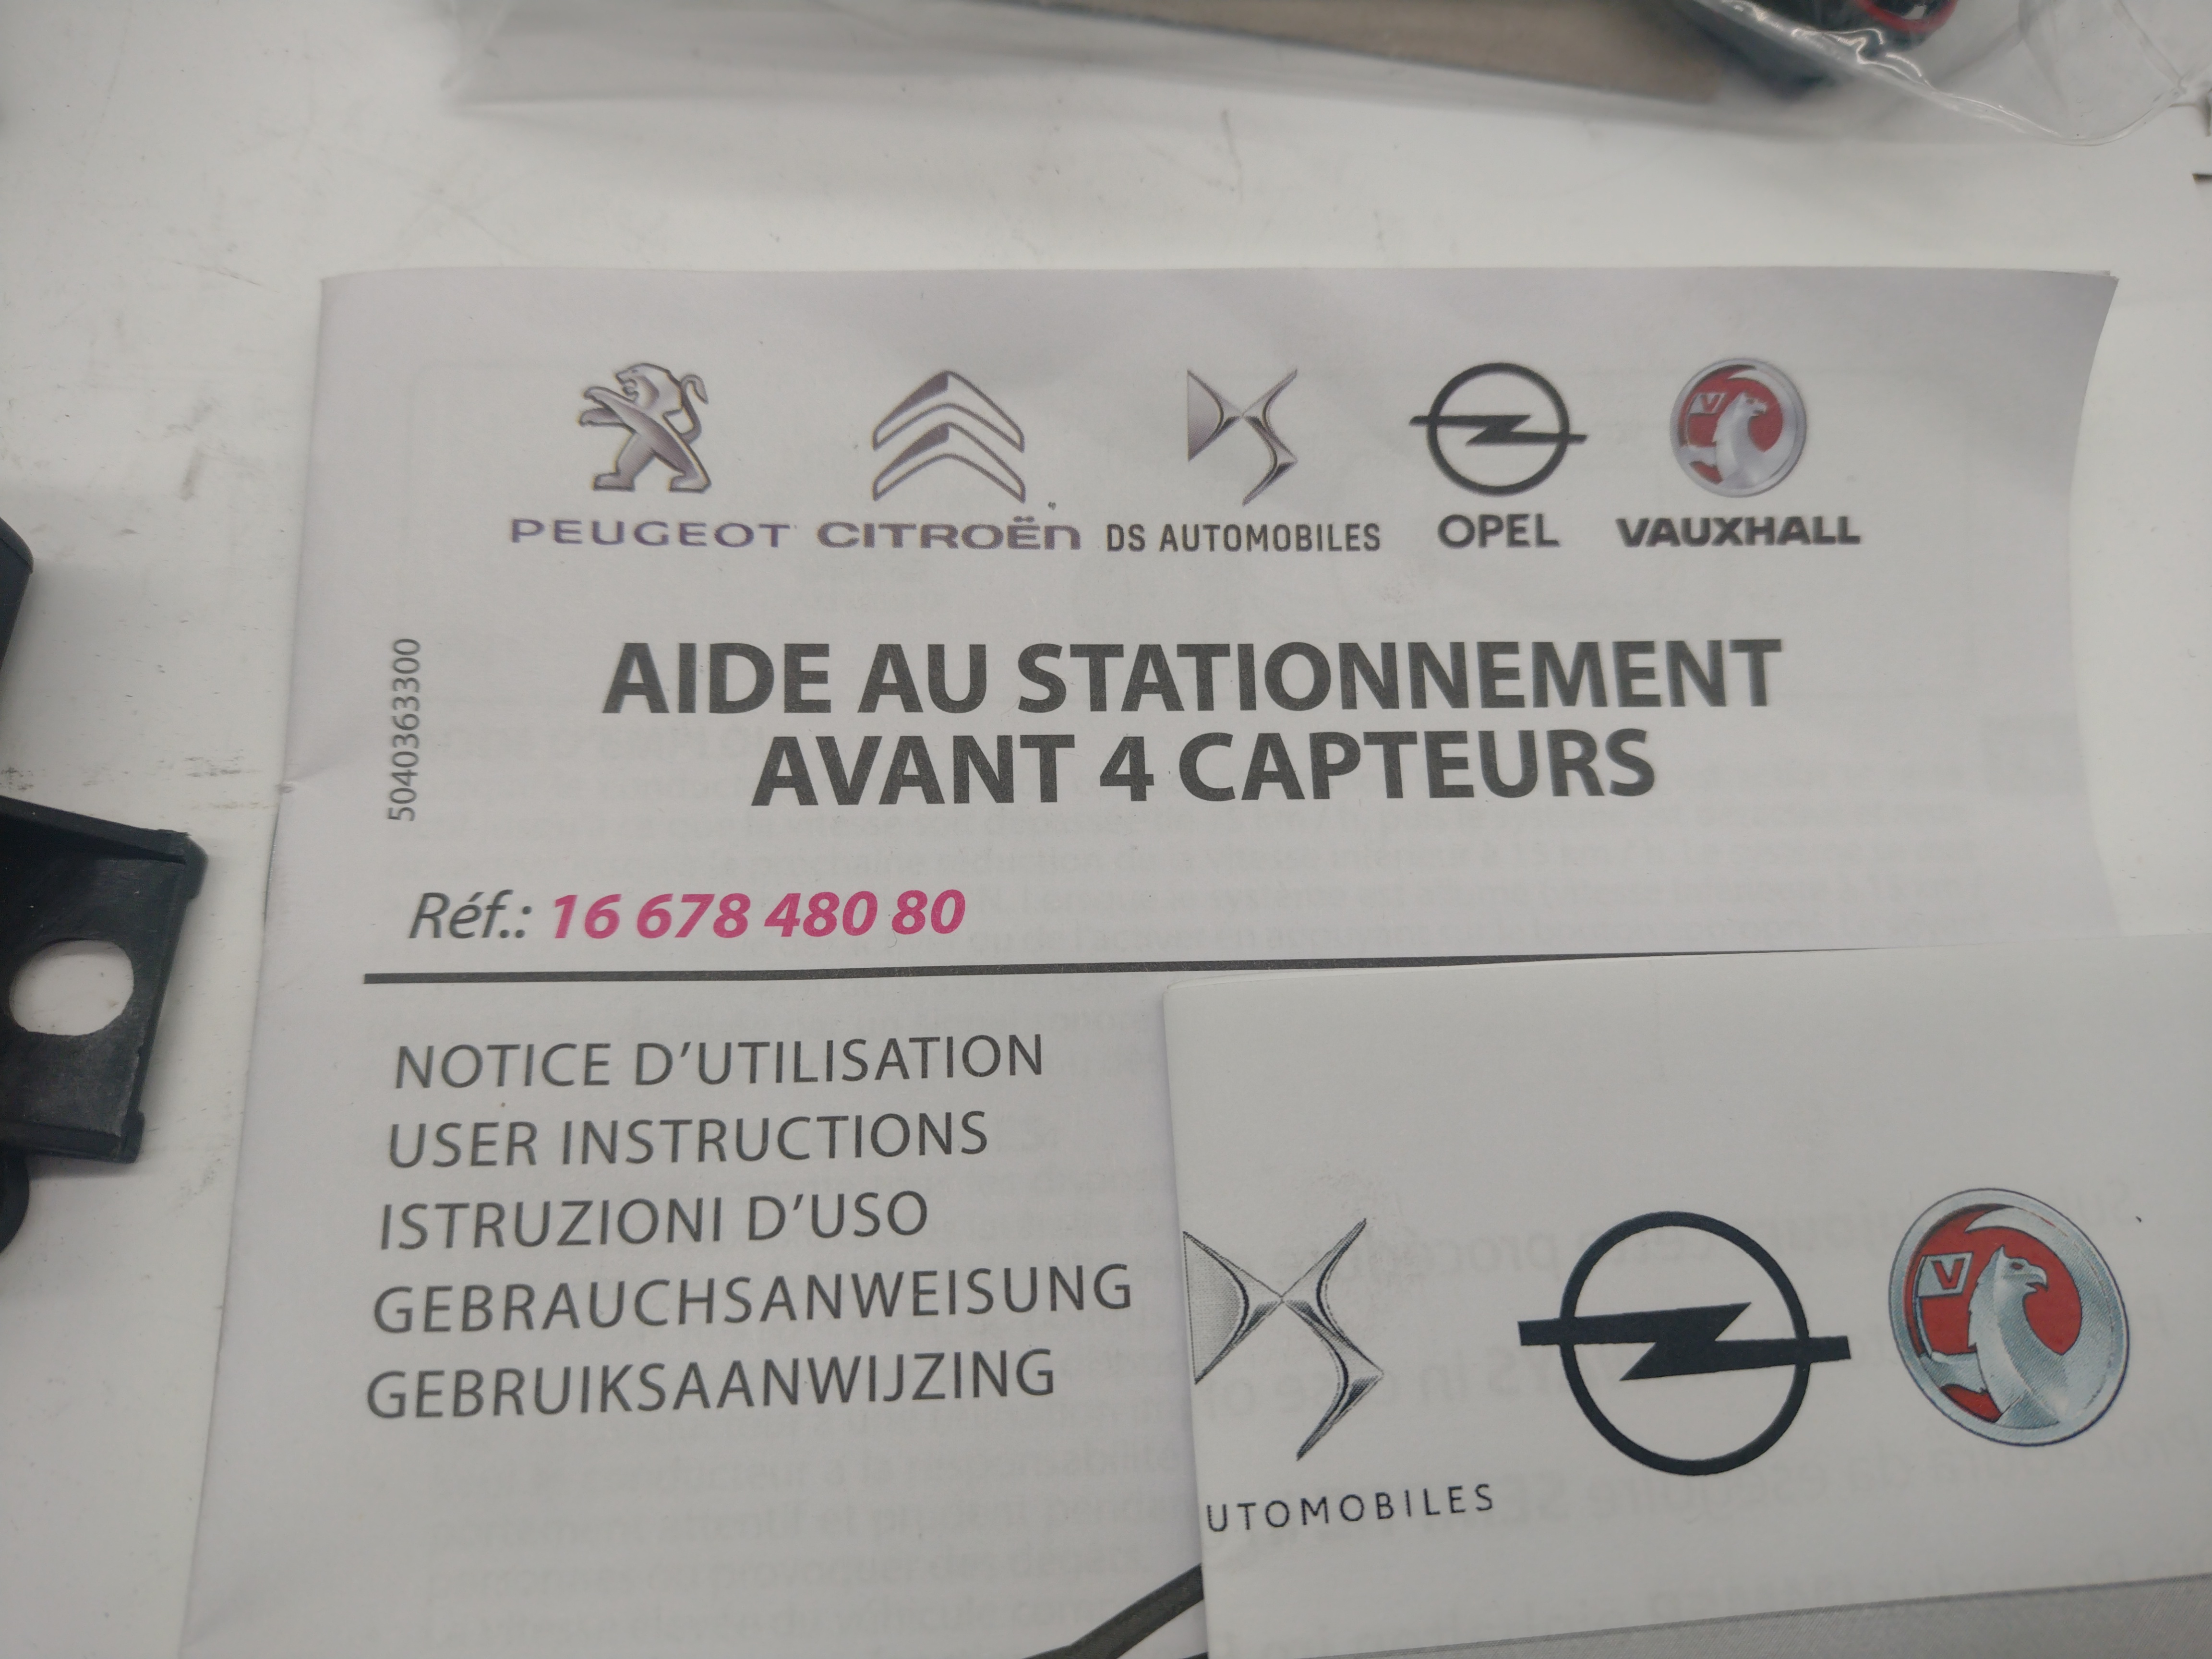 PEUGEOT CITROËN DS AUTOMOBILES OPEL VAUXHALL
5040363300
AIDE AU STATIONNEMENT
AVANT 4 CAPTEURS
Réf.: 16 678 480 80
NOTICE D'UTILISATION
USER INSTRUCTIONS
ISTRUZIONI D'USO
GEBRAUCHSANWEISUNG
GEBRUIKSAANWIJZING
V
UTOMOBILES